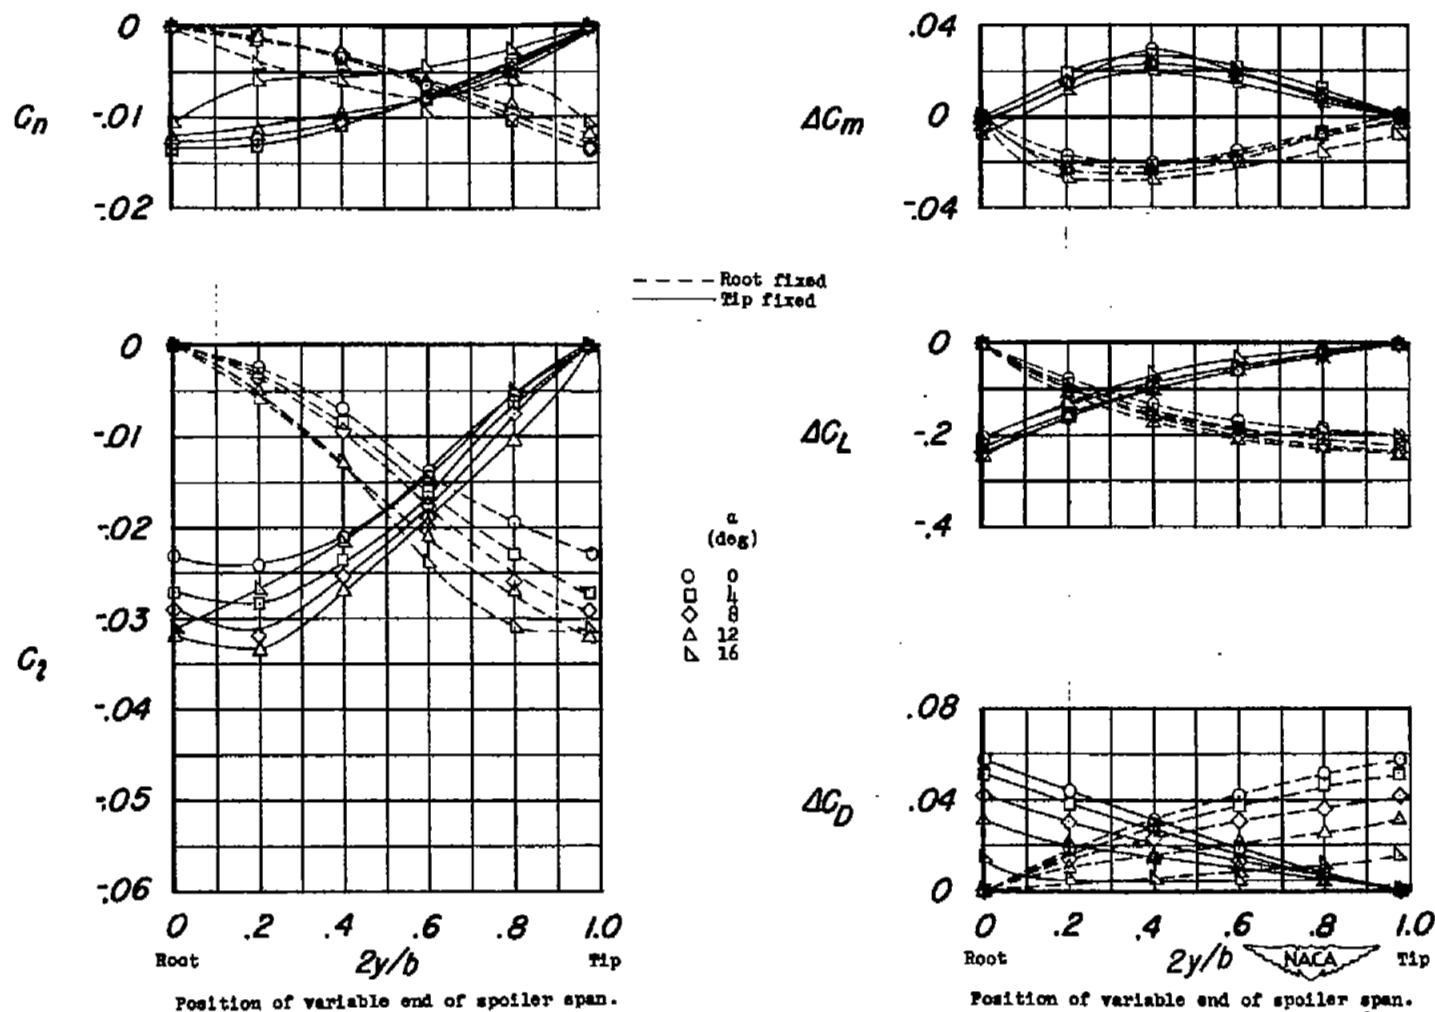 0
Cn
-.01
-.02
.04
ΔCm
0
-.04
Root fixed
Tip fixed
0
-.01
-.02
-.03
Cl
-.04
-.05
-.06
0 .2 .4 .6 .8 1.0
Root 2y/b Tip
Position of variable end of spoiler span.
α
(deg)
0
4
8
12
16
0
ΔCL
-.2
-.4
.08
ΔCD
.04
0
0 .2 .4 .6 .8 1.0
Root 2y/b NACA Tip
Position of variable end of spoiler span.